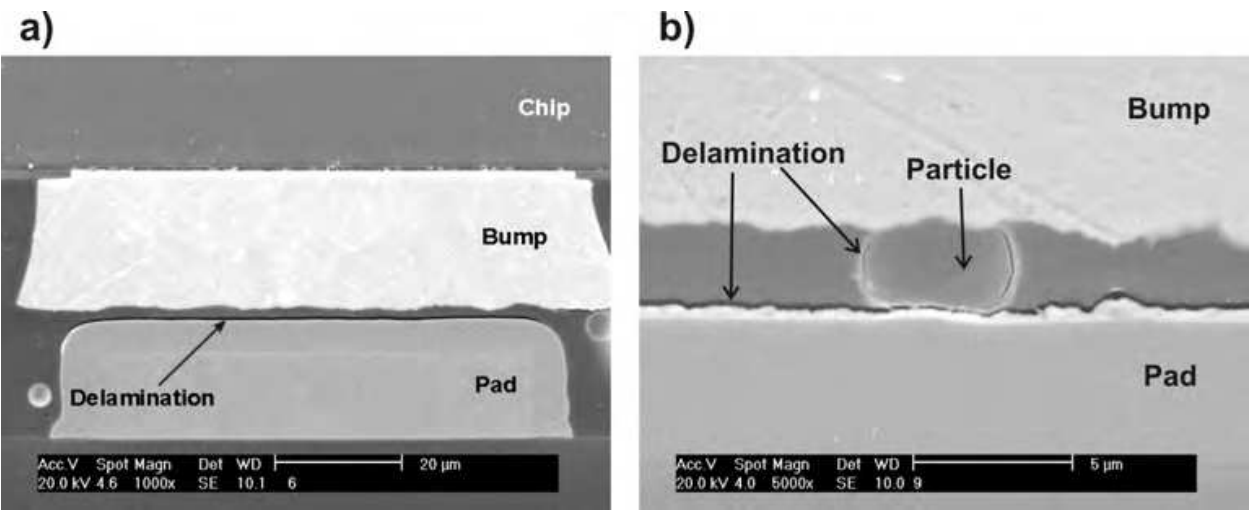 a)
Chip
Bump
Pad
Delamination
Acc.V Spot Magn Det WD 20 µm
20.0 kV 4.6 1000x SE 10.1 6
b)
Bump
Delamination
Particle
Pad
Acc.V Spot Magn Det WD 5 µm
20.0 kV 4.0 5000x SE 10.0 9